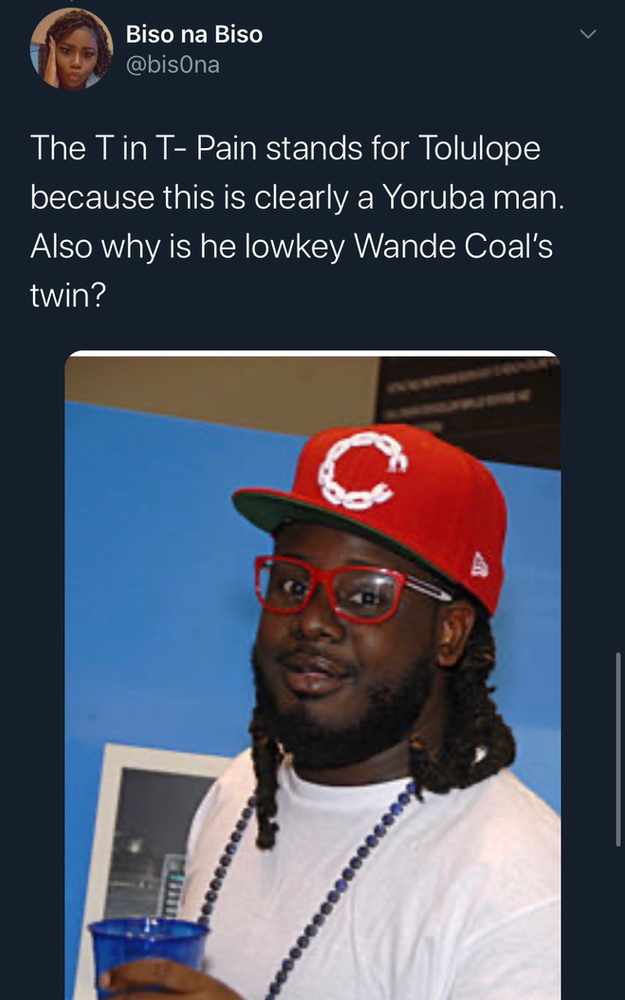 Biso na Biso
@bis0na
The T in T- Pain stands for Tolulope
because this is clearly a Yoruba man.
Also why is he lowkey Wande Coal’s
twin?
C